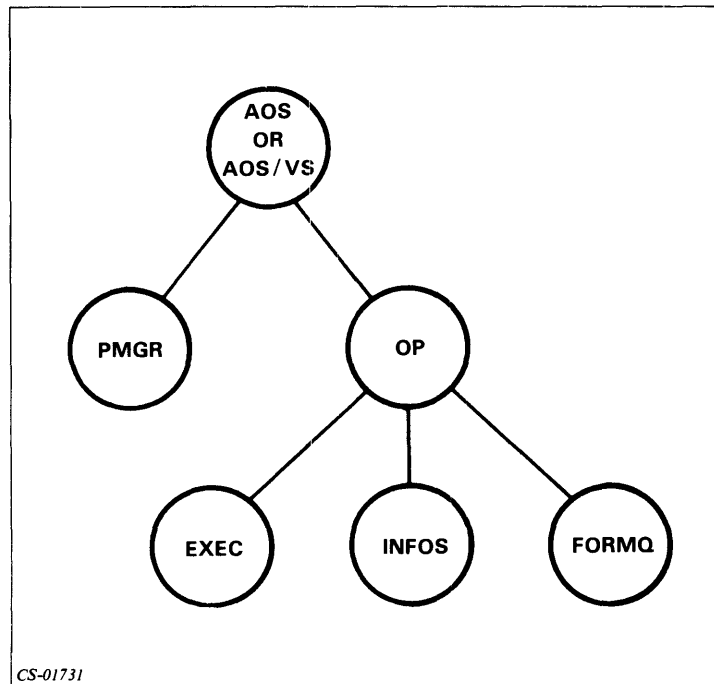 AOS
OR
AOS/VS
PMGR
OP
EXEC
INFOS
FORMQ
CS-01731